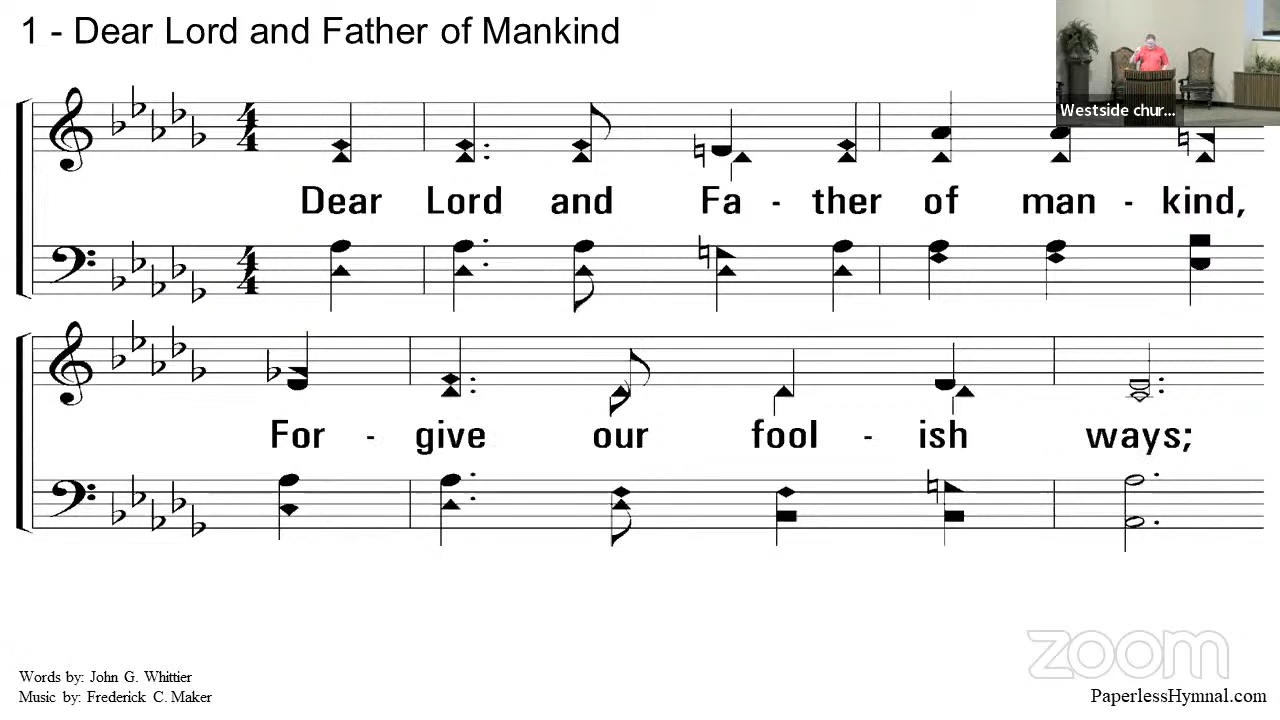 1 - Dear Lord and Father of Mankind
Westside chur...
Dear Lord and Fa - ther of man - kind,
For - give our fool - ish ways;
zoom
Words by: John G. Whittier
Music by: Frederick C. Maker
PaperlessHymnal.com